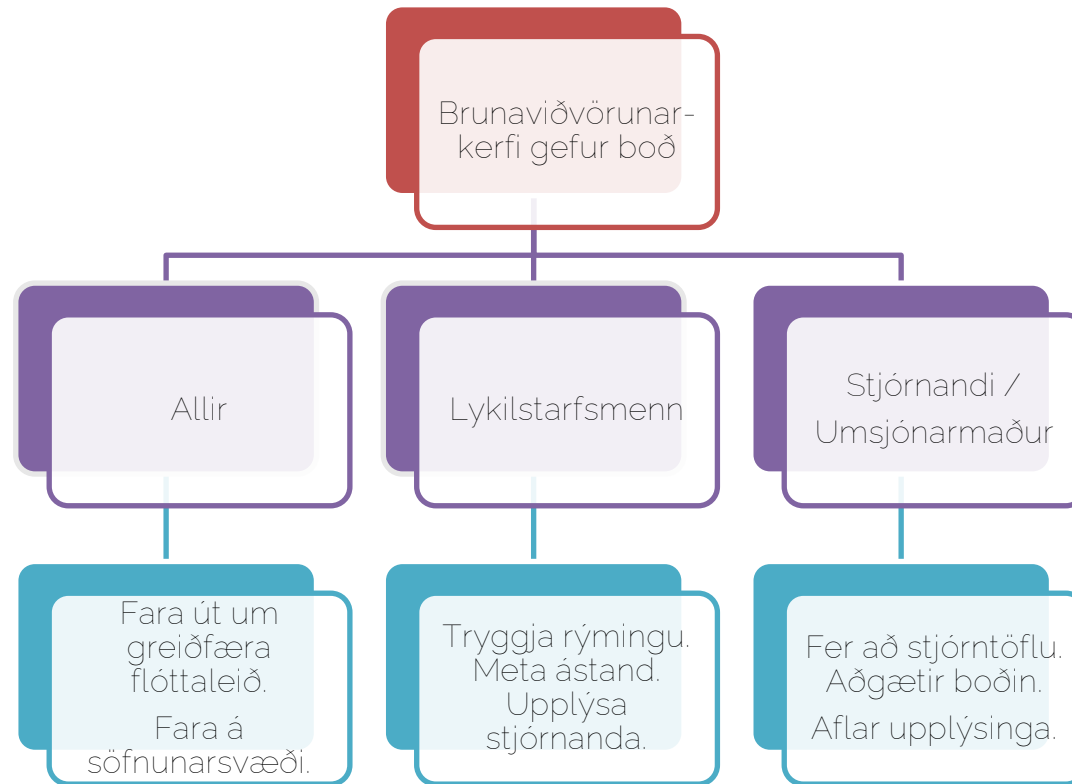 Brunaviðvörunar-
kerfi gefur boð
Allir
Lykilstarfsmenn
Stjórnandi /
Umsjónarmaður
Fara út um
greiðfæra
flóttaleið.
Fara á
söfnunarsvæði.
Tryggja rýmingu.
Meta ástand.
Upplýsa
stjórnanda.
Fer að stjórntöflu.
Aðgætir boðin.
Aflar upplýsinga.